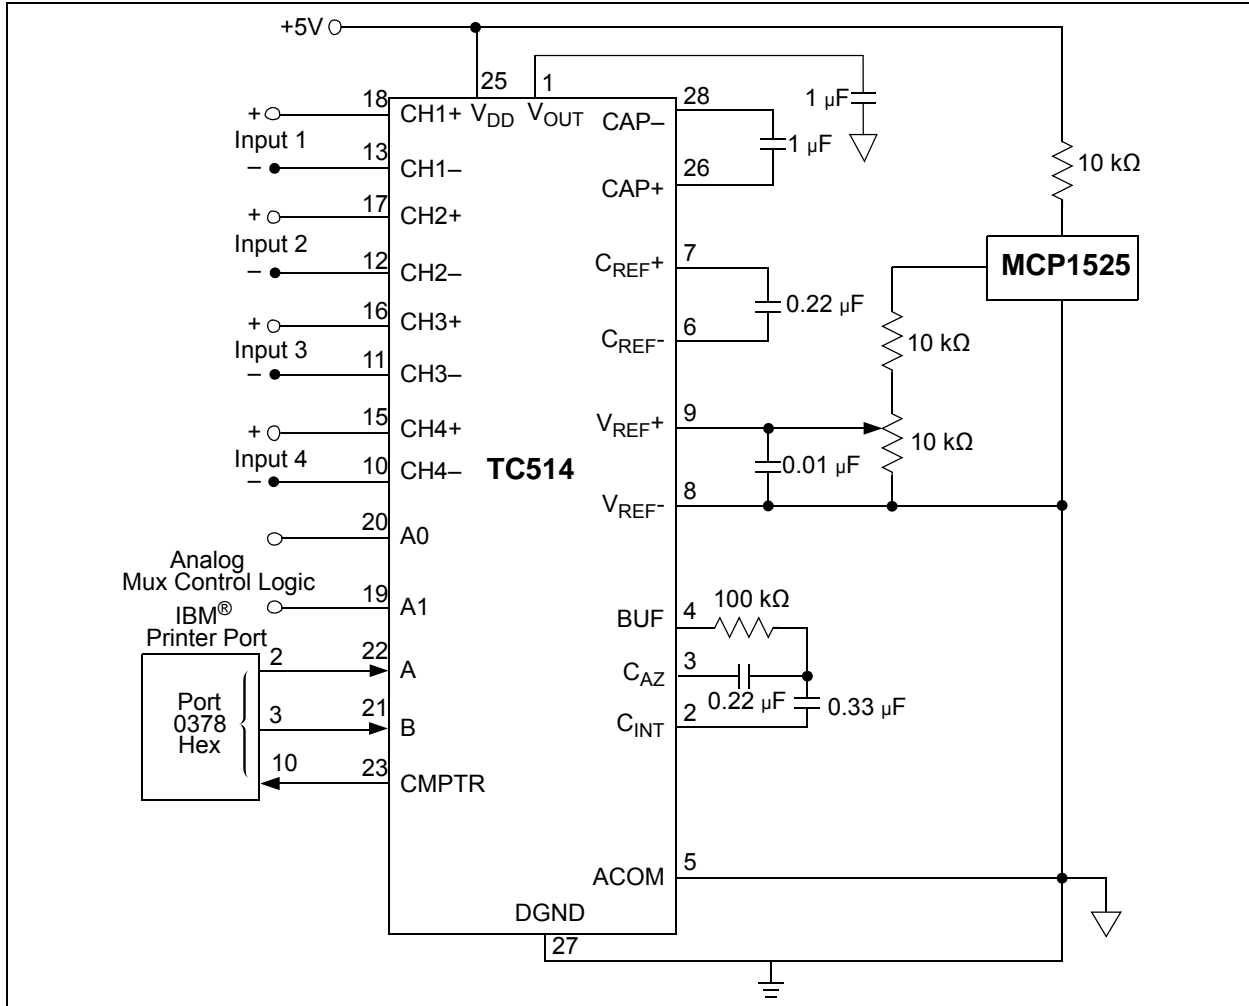 +5V
25
1
1 µF
18
CH1+
V_DD
V_OUT
28
CAP–
+
Input 1
–
13
CH1–
1 µF
26
CAP+
10 kΩ
17
CH2+
+
Input 2
–
12
CH2–
7
C_REF+
MCP1525
0.22 µF
16
CH3+
+
Input 3
–
11
CH3–
6
C_REF-
10 kΩ
15
CH4+
+
Input 4
–
10
CH4–
TC514
9
V_REF+
10 kΩ
0.01 µF
8
V_REF-
20
A0
Analog
Mux Control Logic
19
A1
IBM®
Printer Port
BUF
4
100 kΩ
2
22
A
C_AZ
3
0.22 µF
0.33 µF
Port
0378
Hex
3
21
B
C_INT
2
10
23
CMPTR
ACOM
5
DGND
27